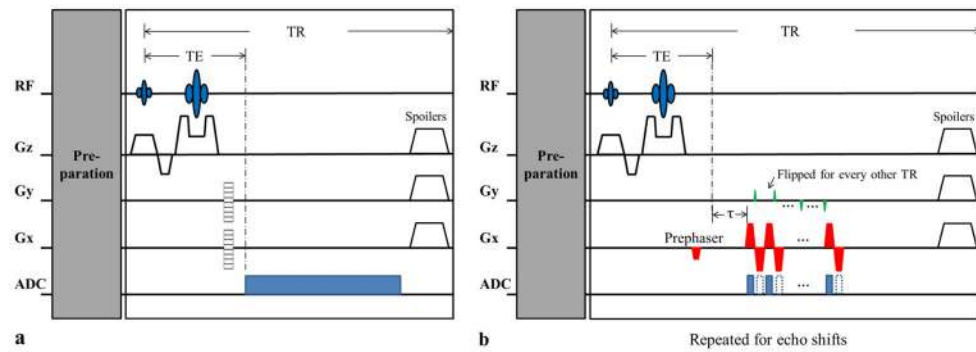 TR
TE
RF
Spoilers
Gz
Pre-
paration
Gy
Gx
ADC
a
TR
TE
RF
Spoilers
Gz
Pre-
paration
Flipped for every other TR
Gy
... ...
τ
Prephaser
Gx
...
ADC
...
b
Repeated for echo shifts